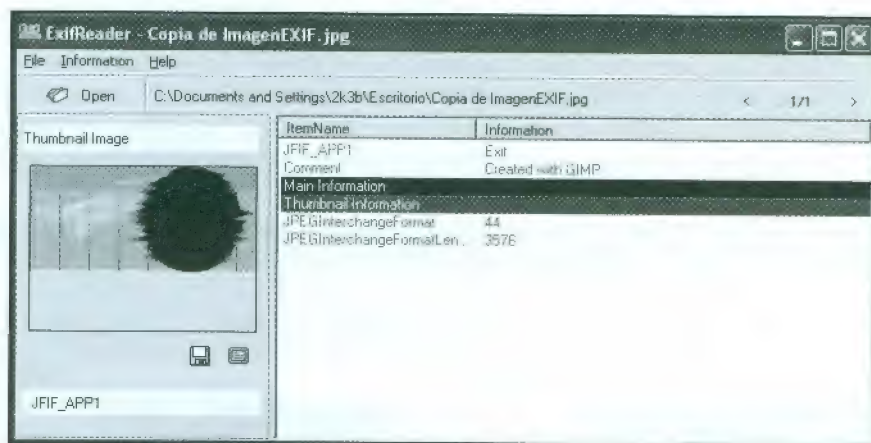 ExifReader - Copia de ImagenEXIF.jpg
File Information Help
Open C:\Documents and Settings\2k3b\Escritorio\Copia de ImagenEXIF.jpg < 1/1 >
Thumbnail Image
ItemName Information
JFIF_APP1 Exif
Comment Created with GIMP
Main Information
Thumbnail Information
JPEGInterchangeFormat 44
JPEGInterchangeFormatLen... 3576
JFIF_APP1